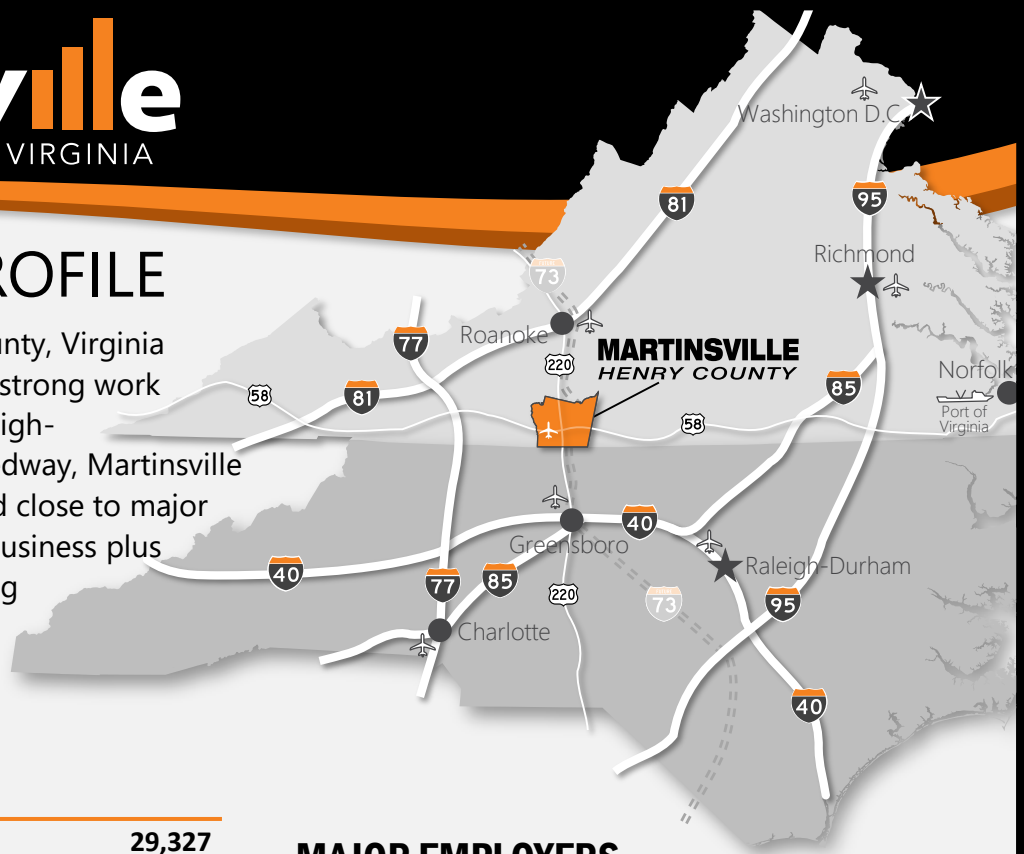 ville
VIRGINIA
ROFILE
unty, Virginia
strong work
igh-
dway, Martinsville
d close to major
usiness plus
g
29,327
MAJOR EMPLOYERS
Washington D.C.
81
95
Richmond
73
Roanoke
77
220
MARTINSVILLE
HENRY COUNTY
85
Norfolk
Port of
Virginia
58
81
58
40
Greensboro
40
77
85
220
73
Raleigh-Durham
95
Charlotte
40